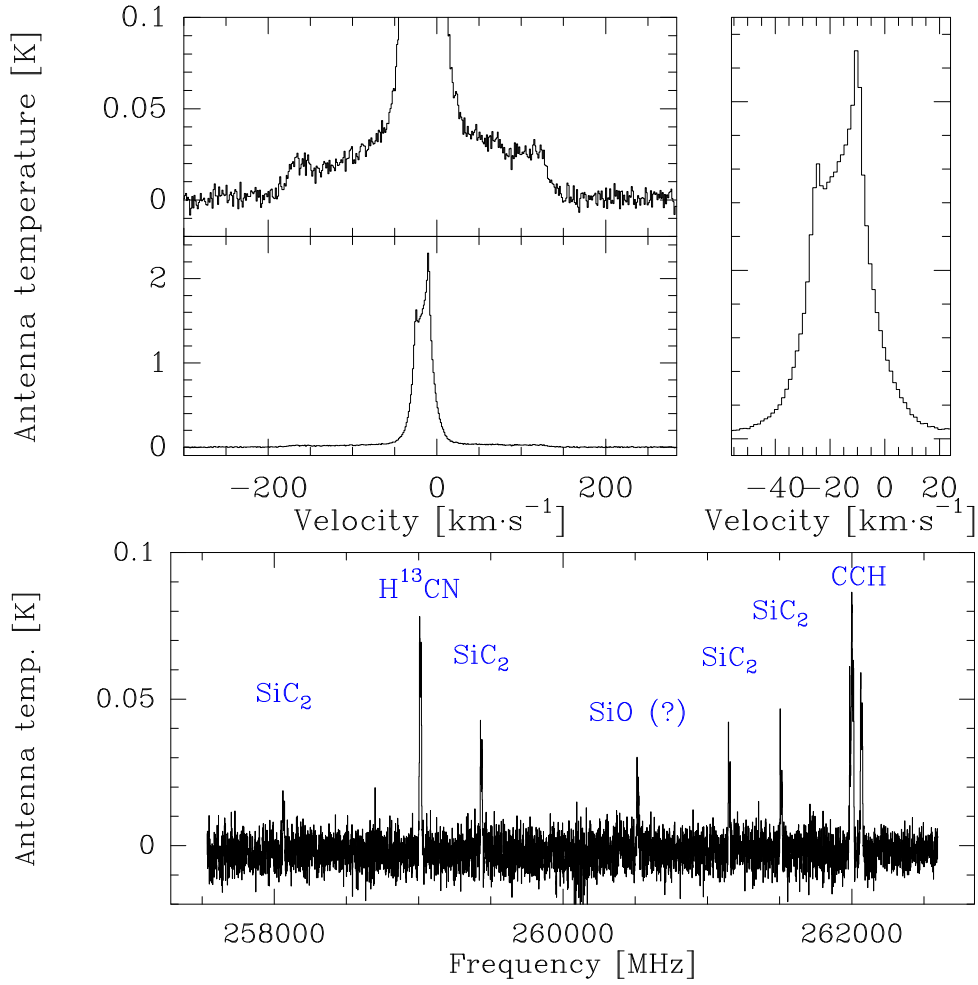 Antenna temperature [K]
0.1
0.05
0
2
1
0
−200 0 200
Velocity [km·s⁻¹]
−40 −20 0 20
Velocity [km·s⁻¹]
Antenna temp. [K]
0.1
0.05
0
SiC₂
H¹³CN
SiC₂
SiO (?)
SiC₂
SiC₂
CCH
258000 260000 262000
Frequency [MHz]